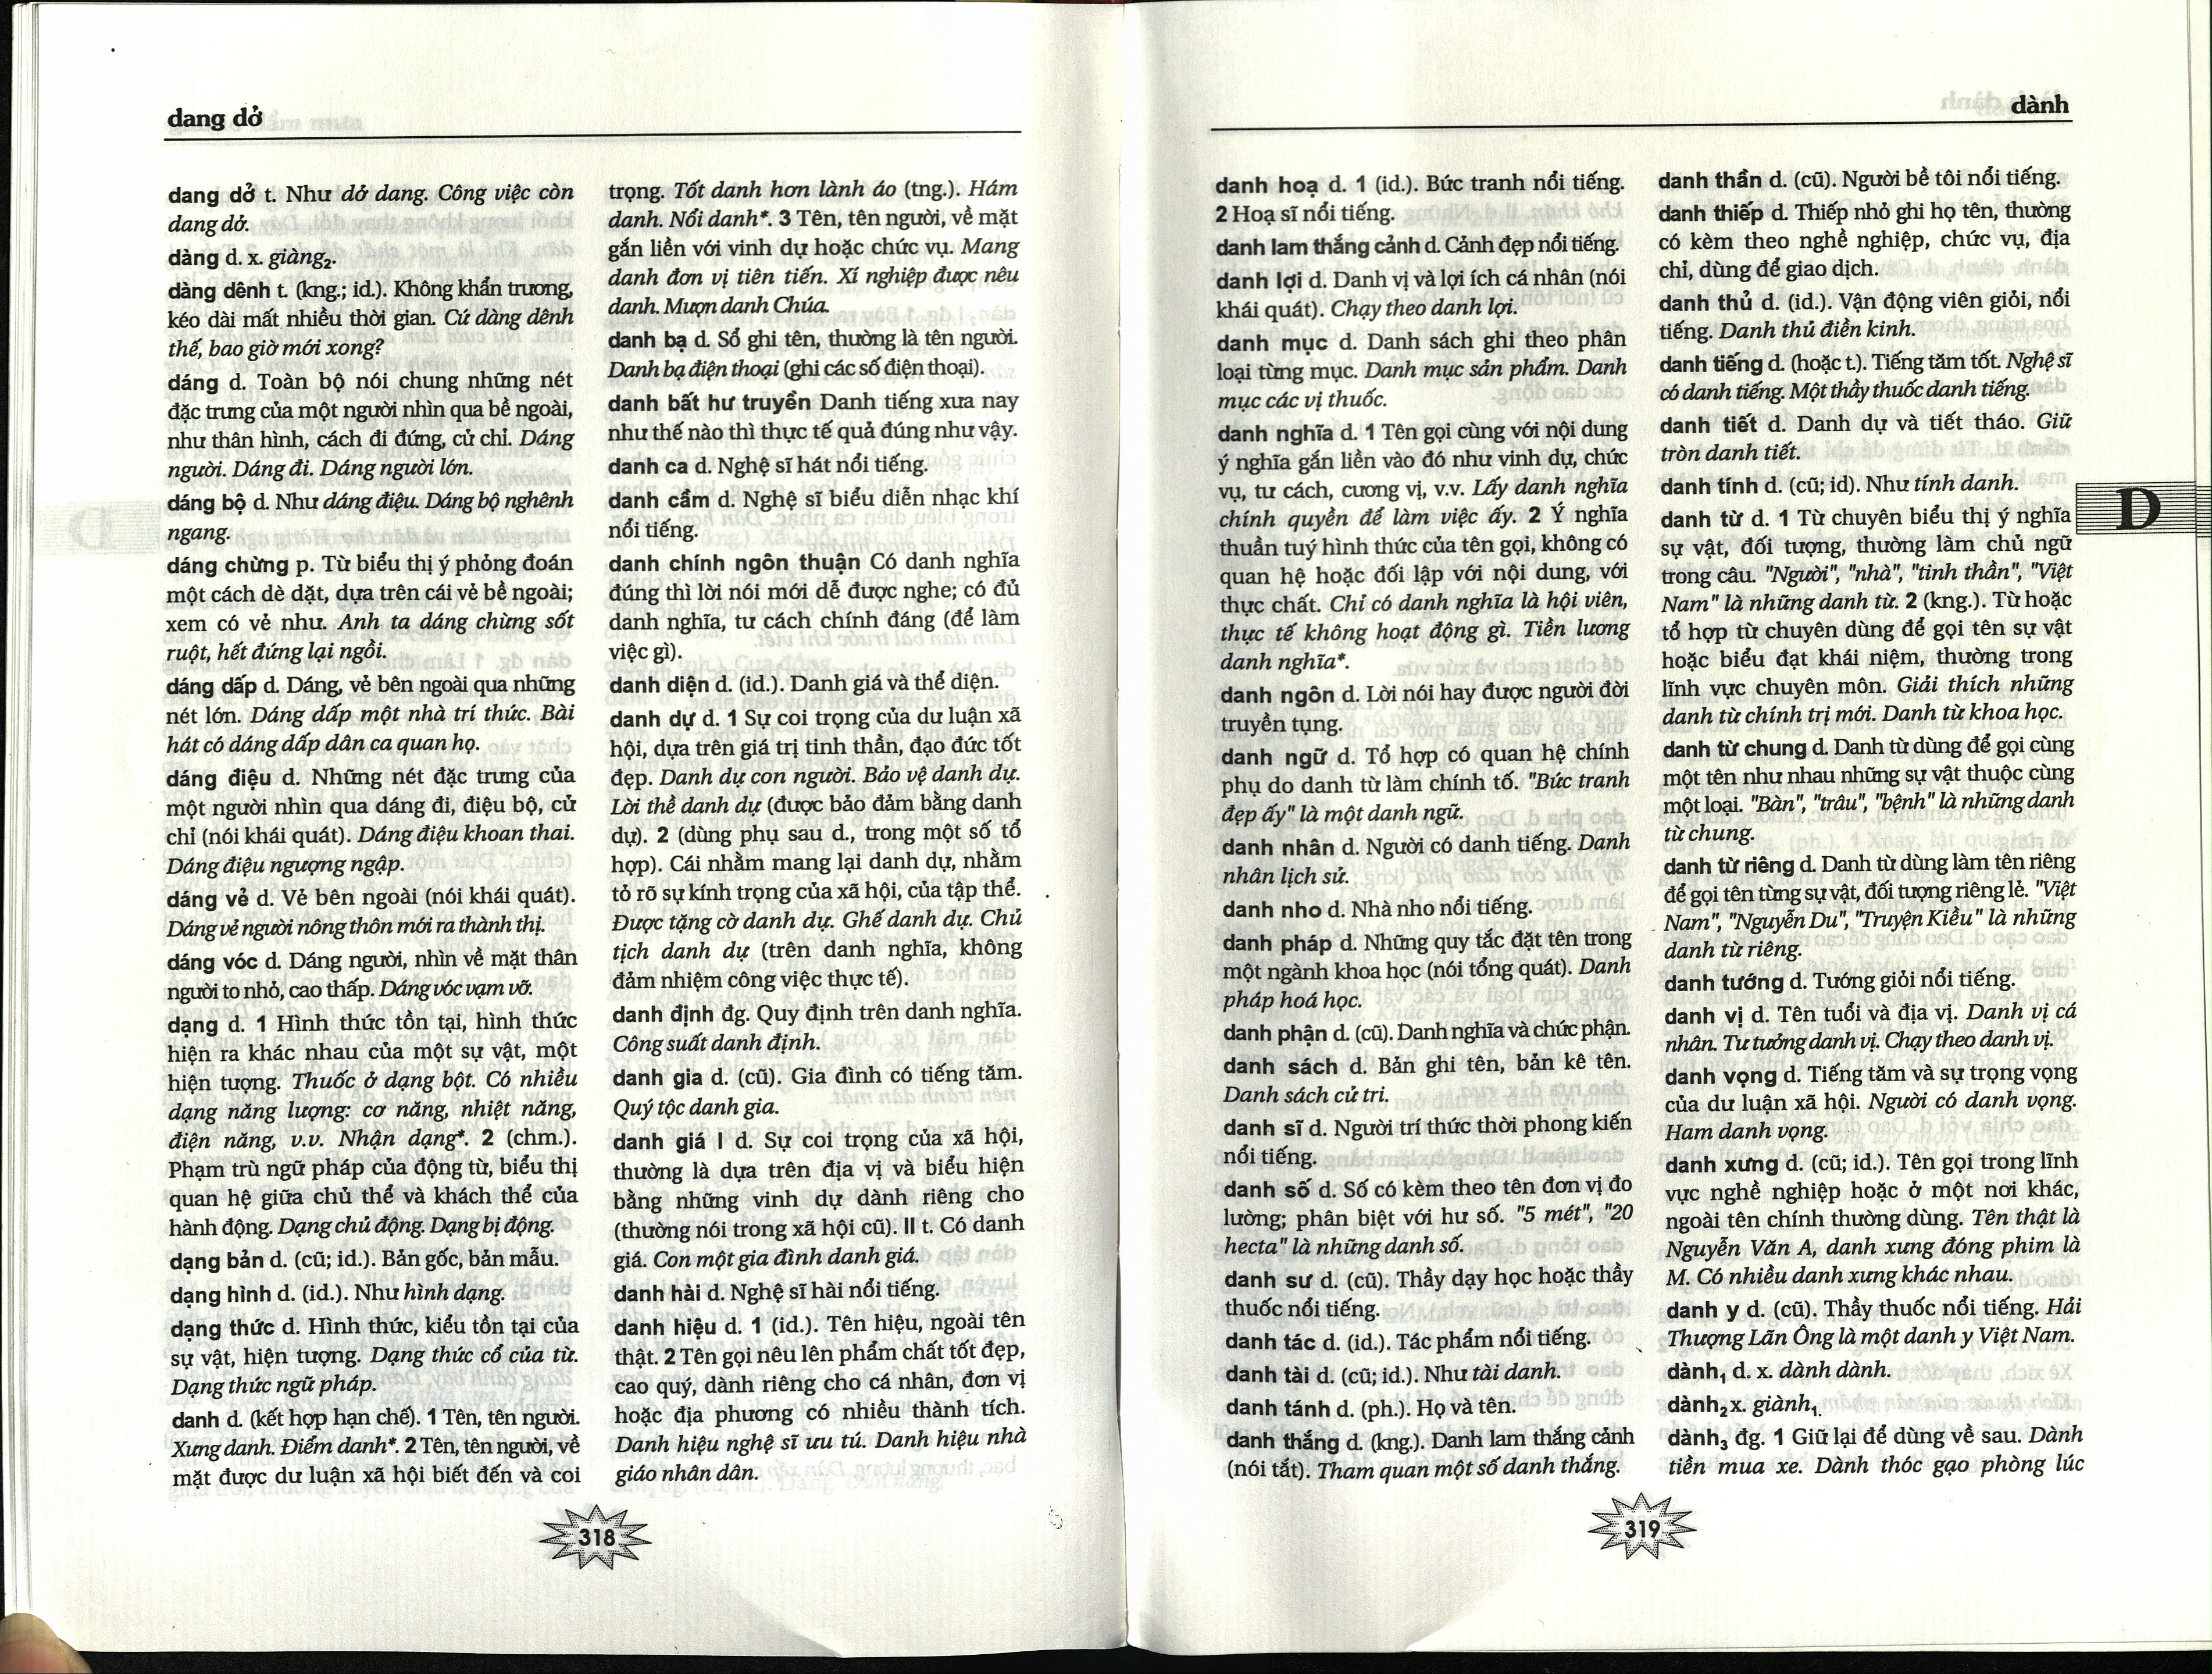 dang dở
dang dở t. Như dở dang. Công việc còn
dang dở.
dàng d. x. giàng₂.
dàng dênh t. (kng.; id.). Không khẩn trương,
kéo dài mất nhiều thời gian. Cứ dàng dênh
thế, bao giờ mới xong?
dáng d. Toàn bộ nói chung những nét
đặc trưng của một người nhìn qua bề ngoài,
như thân hình, cách đi đứng, cử chỉ. Dáng
người. Dáng đi. Dáng người lớn.
dáng bộ d. Như dáng điệu. Dáng bộ nghênh
ngang.
dáng chừng p. Từ biểu thị ý phỏng đoán
một cách dè dặt, dựa trên cái vẻ bề ngoài;
xem có vẻ như. Anh ta dáng chừng sốt
ruột, hết đứng lại ngồi.
dáng dấp d. Dáng, vẻ bên ngoài qua những
nét lớn. Dáng dấp một nhà trí thức. Bài
hát có dáng dấp dân ca quan họ.
dáng điệu d. Những nét đặc trưng của
một người nhìn qua dáng đi, điệu bộ, cử
chỉ (nói khái quát). Dáng điệu khoan thai.
Dáng điệu ngượng ngập.
dáng vẻ d. Vẻ bên ngoài (nói khái quát).
Dáng vẻ người nông thôn mới ra thành thị.
dáng vóc d. Dáng người, nhìn về mặt thân
người to nhỏ, cao thấp. Dáng vóc vạm vỡ.
dạng d. 1 Hình thức tồn tại, hình thức
hiện ra khác nhau của một sự vật, một
hiện tượng. Thuốc ở dạng bột. Có nhiều
dạng năng lượng: cơ năng, nhiệt năng,
điện năng, v.v. Nhận dạng*. 2 (chm.).
Phạm trù ngữ pháp của động từ, biểu thị
quan hệ giữa chủ thể và khách thể của
hành động. Dạng chủ động. Dạng bị động.
dạng bản d. (cũ; id.). Bản gốc, bản mẫu.
dạng hình d. (id.). Như hình dạng.
dạng thức d. Hình thức, kiểu tồn tại của
sự vật, hiện tượng. Dạng thức cổ của từ.
Dạng thức ngữ pháp.
danh d. (kết hợp hạn chế). 1 Tên, tên người.
Xưng danh. Điểm danh*. 2 Tên, tên người, về
mặt được dư luận xã hội biết đến và coi
trọng. Tốt danh hơn lành áo (tng.). Hám
danh. Nổi danh*. 3 Tên, tên người, về mặt
gắn liền với vinh dự hoặc chức vụ. Mang
danh đơn vị tiên tiến. Xí nghiệp được nêu
danh. Mượn danh Chúa.
danh bạ d. Sổ ghi tên, thường là tên người.
Danh bạ điện thoại (ghi các số điện thoại).
danh bất hư truyền Danh tiếng xưa nay
như thế nào thì thực tế quả đúng như vậy.
danh ca d. Nghệ sĩ hát nổi tiếng.
danh cầm d. Nghệ sĩ biểu diễn nhạc khí
nổi tiếng.
danh chính ngôn thuận Có danh nghĩa
đúng thì lời nói mới dễ được nghe; có đủ
danh nghĩa, tư cách chính đáng (để làm
việc gì).
danh diện d. (id.). Danh giá và thể diện.
danh dự d. 1 Sự coi trọng của dư luận xã
hội, dựa trên giá trị tinh thần, đạo đức tốt
đẹp. Danh dự con người. Bảo vệ danh dự.
Lời thề danh dự (được bảo đảm bằng danh
dự). 2 (dùng phụ sau d., trong một số tổ
hợp). Cái nhằm mang lại danh dự, nhằm
tỏ rõ sự kính trọng của xã hội, của tập thể.
Được tặng cờ danh dự. Ghế danh dự. Chủ
tịch danh dự (trên danh nghĩa, không
đảm nhiệm công việc thực tế).
danh định đg. Quy định trên danh nghĩa.
Công suất danh định.
danh gia d. (cũ). Gia đình có tiếng tăm.
Quý tộc danh gia.
danh giá I d. Sự coi trọng của xã hội,
thường là dựa trên địa vị và biểu hiện
bằng những vinh dự dành riêng cho
(thường nói trong xã hội cũ). II t. Có danh
giá. Con một gia đình danh giá.
danh hài d. Nghệ sĩ hài nổi tiếng.
danh hiệu d. 1 (id.). Tên hiệu, ngoài tên
thật. 2 Tên gọi nêu lên phẩm chất tốt đẹp,
cao quý, dành riêng cho cá nhân, đơn vị
hoặc địa phương có nhiều thành tích.
Danh hiệu nghệ sĩ ưu tú. Danh hiệu nhà
giáo nhân dân.
318
dành
danh hoạ d. 1 (id.). Bức tranh nổi tiếng.
2 Hoạ sĩ nổi tiếng.
danh lam thắng cảnh d. Cảnh đẹp nổi tiếng.
danh lợi d. Danh vị và lợi ích cá nhân (nói
khái quát). Chạy theo danh lợi.
danh mục d. Danh sách ghi theo phân
loại từng mục. Danh mục sản phẩm. Danh
mục các vị thuốc.
danh nghĩa d. 1 Tên gọi cùng với nội dung
ý nghĩa gắn liền vào đó như vinh dự, chức
vụ, tư cách, cương vị, v.v. Lấy danh nghĩa
chính quyền để làm việc ấy. 2 Ý nghĩa
thuần tuý hình thức của tên gọi, không có
quan hệ hoặc đối lập với nội dung, với
thực chất. Chỉ có danh nghĩa là hội viên,
thực tế không hoạt động gì. Tiền lương
danh nghĩa*.
danh ngôn d. Lời nói hay được người đời
truyền tụng.
danh ngữ d. Tổ hợp có quan hệ chính
phụ do danh từ làm chính tố. "Bức tranh
đẹp ấy" là một danh ngữ.
danh nhân d. Người có danh tiếng. Danh
nhân lịch sử.
danh nho d. Nhà nho nổi tiếng.
danh pháp d. Những quy tắc đặt tên trong
một ngành khoa học (nói tổng quát). Danh
pháp hoá học.
danh phận d. (cũ). Danh nghĩa và chức phận.
danh sách d. Bản ghi tên, bản kê tên.
Danh sách cử tri.
danh sĩ d. Người trí thức thời phong kiến
nổi tiếng.
danh số d. Số có kèm theo tên đơn vị đo
lường; phân biệt với hư số. "5 mét", "20
hecta" là những danh số.
danh sư d. (cũ). Thầy dạy học hoặc thầy
thuốc nổi tiếng.
danh tác d. (id.). Tác phẩm nổi tiếng.
danh tài d. (cũ; id.). Như tài danh.
danh tánh d. (ph.). Họ và tên.
danh thắng d. (kng.). Danh lam thắng cảnh
(nói tắt). Tham quan một số danh thắng.
danh thần d. (cũ). Người bề tôi nổi tiếng.
danh thiếp d. Thiếp nhỏ ghi họ tên, thường
có kèm theo nghề nghiệp, chức vụ, địa
chỉ, dùng để giao dịch.
danh thủ d. (id.). Vận động viên giỏi, nổi
tiếng. Danh thủ điền kinh.
danh tiếng d. (hoặc t.). Tiếng tăm tốt. Nghệ sĩ
có danh tiếng. Một thầy thuốc danh tiếng.
danh tiết d. Danh dự và tiết tháo. Giữ
tròn danh tiết.
danh tính d. (cũ; id). Như tính danh.
danh từ d. 1 Từ chuyên biểu thị ý nghĩa
sự vật, đối tượng, thường làm chủ ngữ
trong câu. "Người", "nhà", "tinh thần", "Việt
Nam" là những danh từ. 2 (kng.). Từ hoặc
tổ hợp từ chuyên dùng để gọi tên sự vật
hoặc biểu đạt khái niệm, thường trong
lĩnh vực chuyên môn. Giải thích những
danh từ chính trị mới. Danh từ khoa học.
danh từ chung d. Danh từ dùng để gọi cùng
một tên như nhau những sự vật thuộc cùng
một loại. "Bàn", "trâu", "bệnh" là những danh
từ chung.
danh từ riêng d. Danh từ dùng làm tên riêng
để gọi tên từng sự vật, đối tượng riêng lẻ. "Việt
Nam", "Nguyễn Du", "Truyện Kiều" là những
danh từ riêng.
danh tướng d. Tướng giỏi nổi tiếng.
danh vị d. Tên tuổi và địa vị. Danh vị cá
nhân. Tư tưởng danh vị. Chạy theo danh vị.
danh vọng d. Tiếng tăm và sự trọng vọng
của dư luận xã hội. Người có danh vọng.
Ham danh vọng.
danh xưng d. (cũ; id.). Tên gọi trong lĩnh
vực nghề nghiệp hoặc ở một nơi khác,
ngoài tên chính thường dùng. Tên thật là
Nguyễn Văn A, danh xưng đóng phim là
M. Có nhiều danh xưng khác nhau.
danh y d. (cũ). Thầy thuốc nổi tiếng. Hải
Thượng Lãn Ông là một danh y Việt Nam.
dành₁ d. x. dành dành.
dành₂ x. giành₁.
dành₃ đg. 1 Giữ lại để dùng về sau. Dành
tiền mua xe. Dành thóc gạo phòng lúc
D
319